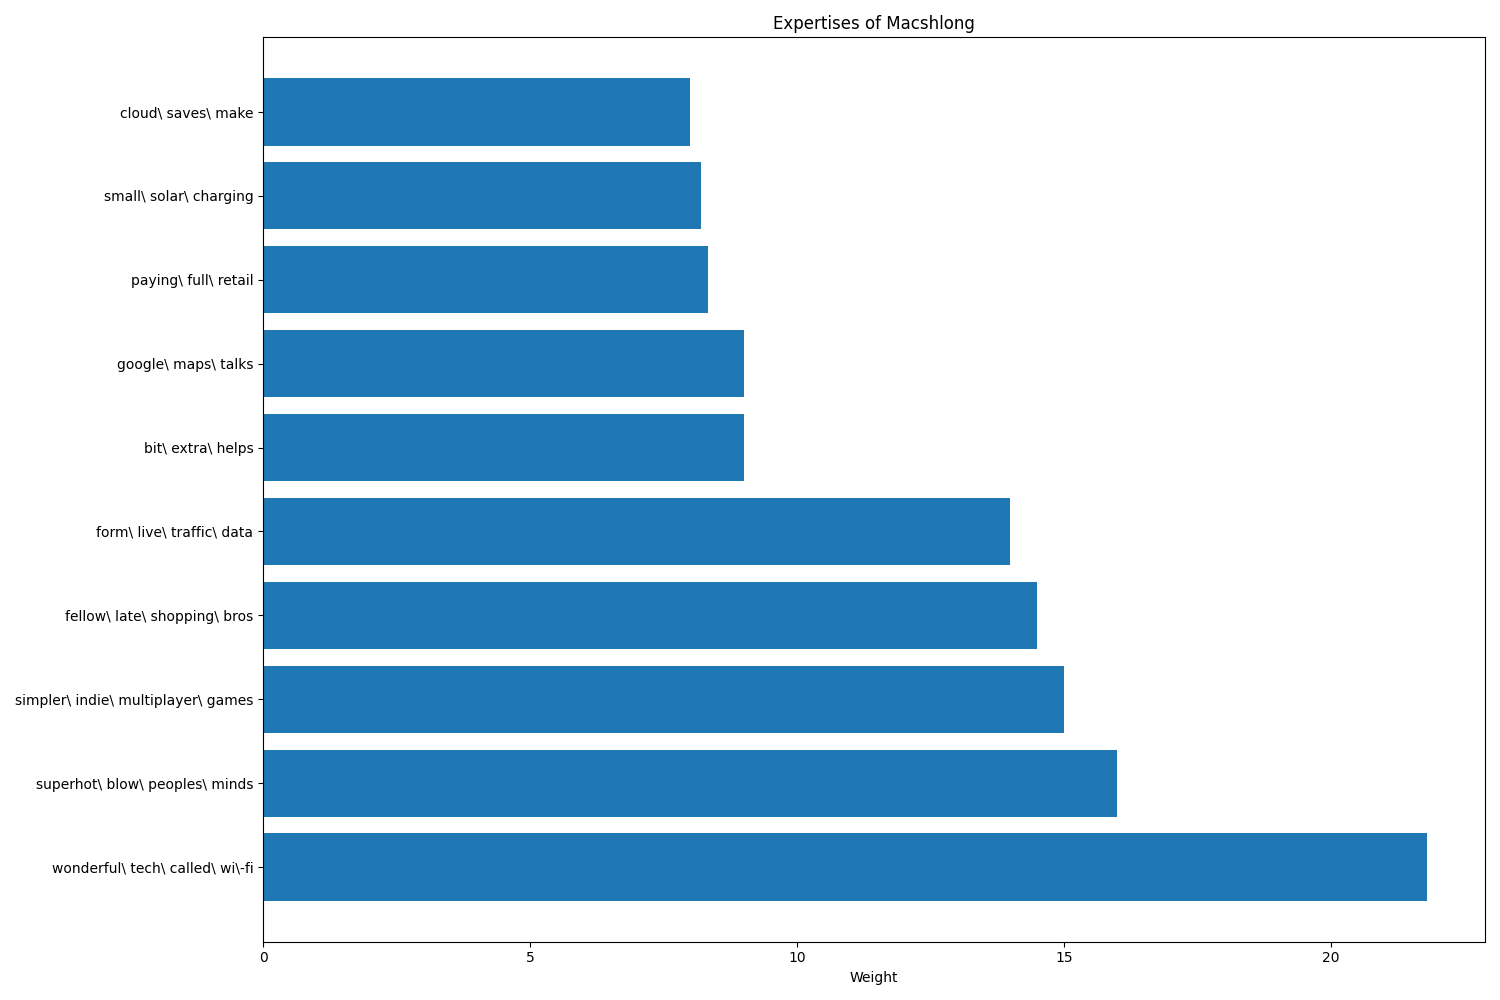 Expertises of Macshlong
cloud\ saves\ make
small\ solar\ charging
paying\ full\ retail
google\ maps\ talks
bit\ extra\ helps
form\ live\ traffic\ data
fellow\ late\ shopping\ bros
simpler\ indie\ multiplayer\ games
superhot\ blow\ peoples\ minds
wonderful\ tech\ called\ wi\-fi
0 5 10 15 20
Weight